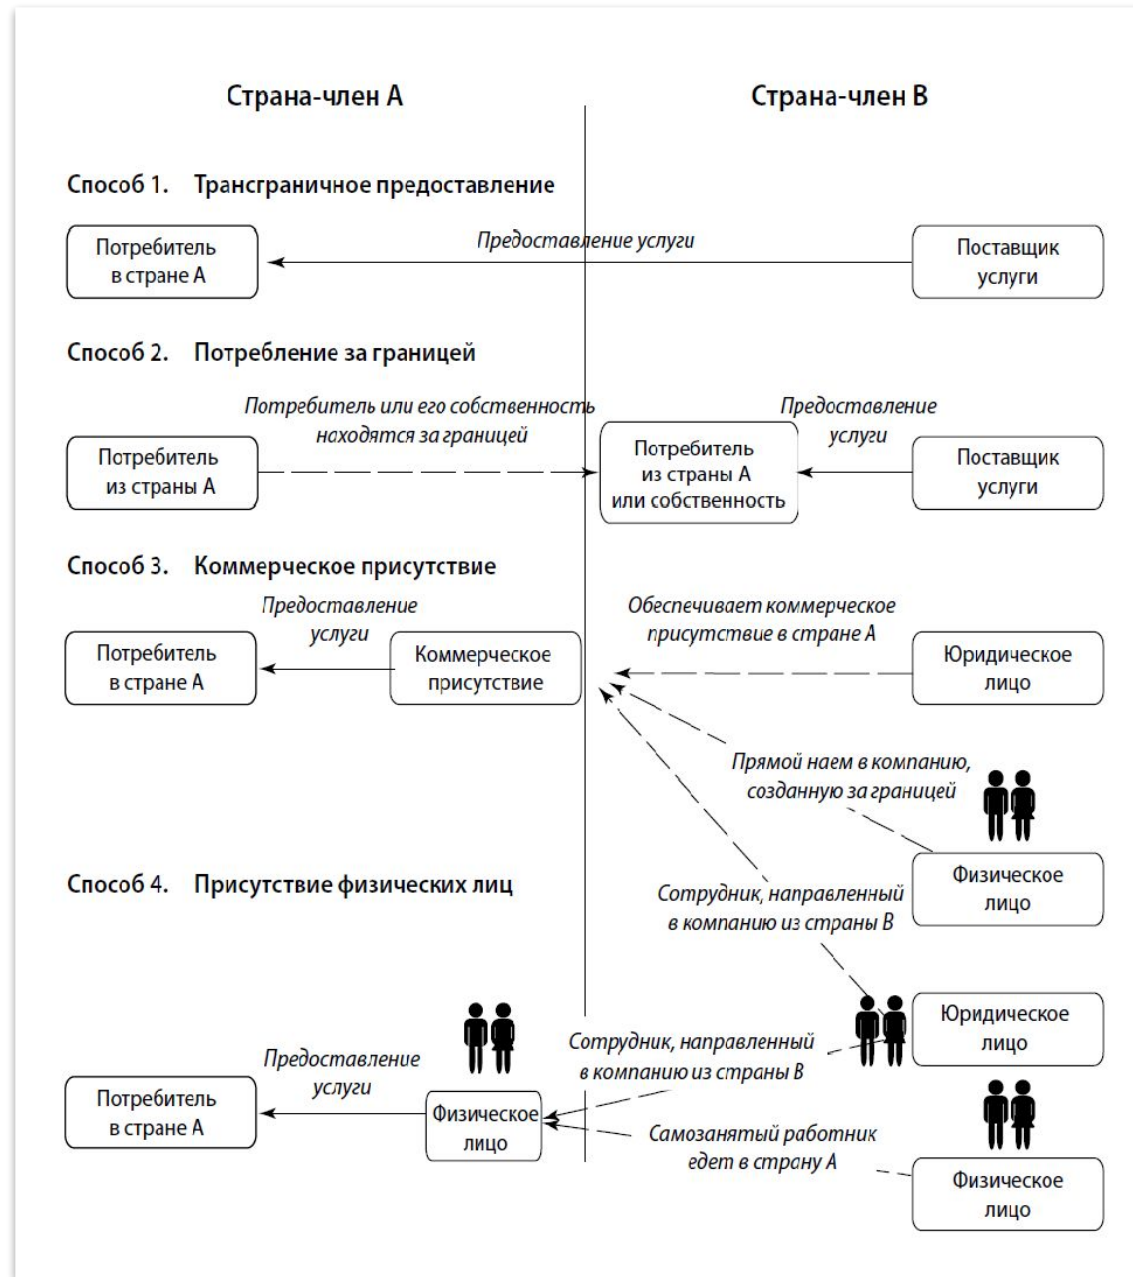 Страна-член А
Страна-член В
Способ 1. Трансграничное предоставление
Потребитель
в стране А
Предоставление услуги
Поставщик
услуги
Способ 2. Потребление за границей
Потребитель
из страны А
Потребитель или его собственность
находятся за границей
Потребитель
из страны А
или собственность
Предоставление
услуги
Поставщик
услуги
Способ 3. Коммерческое присутствие
Потребитель
в стране А
Предоставление
услуги
Коммерческое
присутствие
Обеспечивает коммерческое
присутствие в стране А
Юридическое
лицо
Прямой наем в компанию,
созданную за границей
Физическое
лицо
Способ 4. Присутствие физических лиц
Сотрудник, направленный
в компанию из страны В
Юридическое
лицо
Потребитель
в стране А
Предоставление
услуги
Физическое
лицо
Сотрудник, направленный
в компанию из страны В
Самозанятый работник
едет в страну А
Физическое
лицо